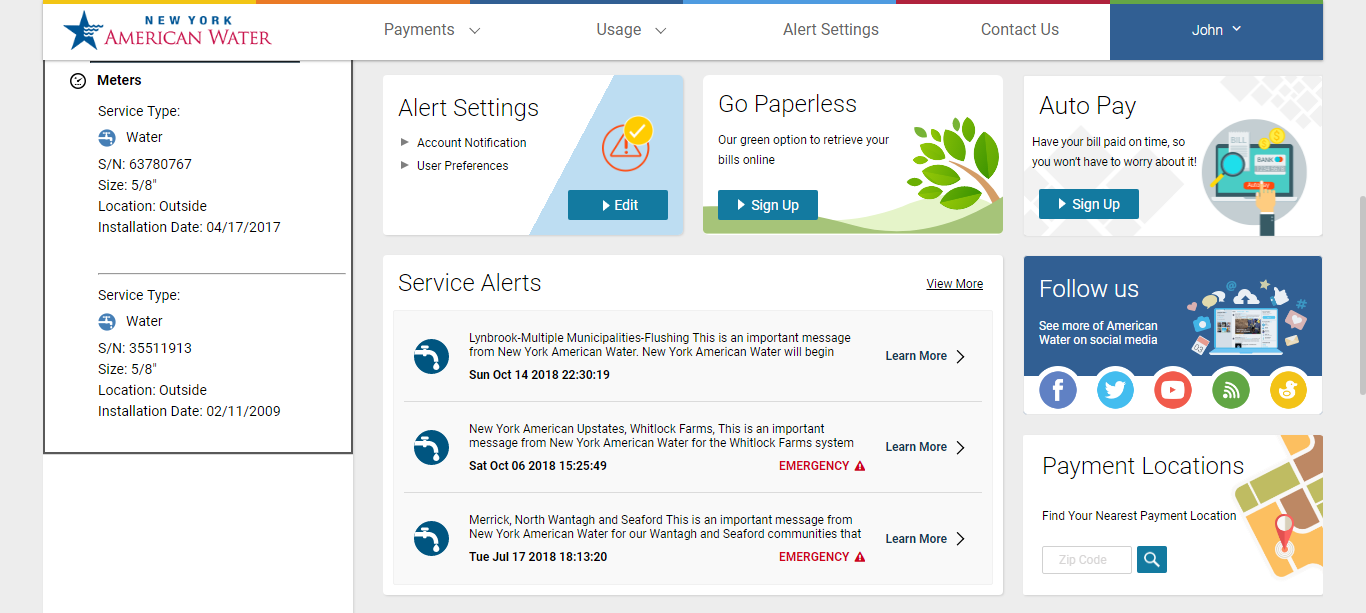 NEW YORK
AMERICAN WATER
Payments
Usage
Alert Settings
Contact Us
John
Meters
Service Type:
Water
S/N: 63780767
Size: 5/8"
Location: Outside
Installation Date: 04/17/2017
Service Type:
Water
S/N: 35511913
Size: 5/8"
Location: Outside
Installation Date: 02/11/2009
Alert Settings
Account Notification
User Preferences
Edit
Go Paperless
Our green option to retrieve your
bills online
Sign Up
Auto Pay
Have your bill paid on time, so
you won't have to worry about it!
Sign Up
BILL
BANK
Auto Pay
Service Alerts
View More
Lynbrook-Multiple Municipalities-Flushing This is an important message
from New York American Water. New York American Water will begin
Sun Oct 14 2018 22:30:19
Learn More
New York American Upstates, Whitlock Farms, This is an important
message from New York American Water for the Whitlock Farms system
Sat Oct 06 2018 15:25:49
EMERGENCY
Learn More
Merrick, North Wantagh and Seaford This is an important message from
New York American Water for our Wantagh and Seaford communities that
Tue Jul 17 2018 18:13:20
EMERGENCY
Learn More
Follow us
See more of American
Water on social media
Payment Locations
Find Your Nearest Payment Location
Zip Code